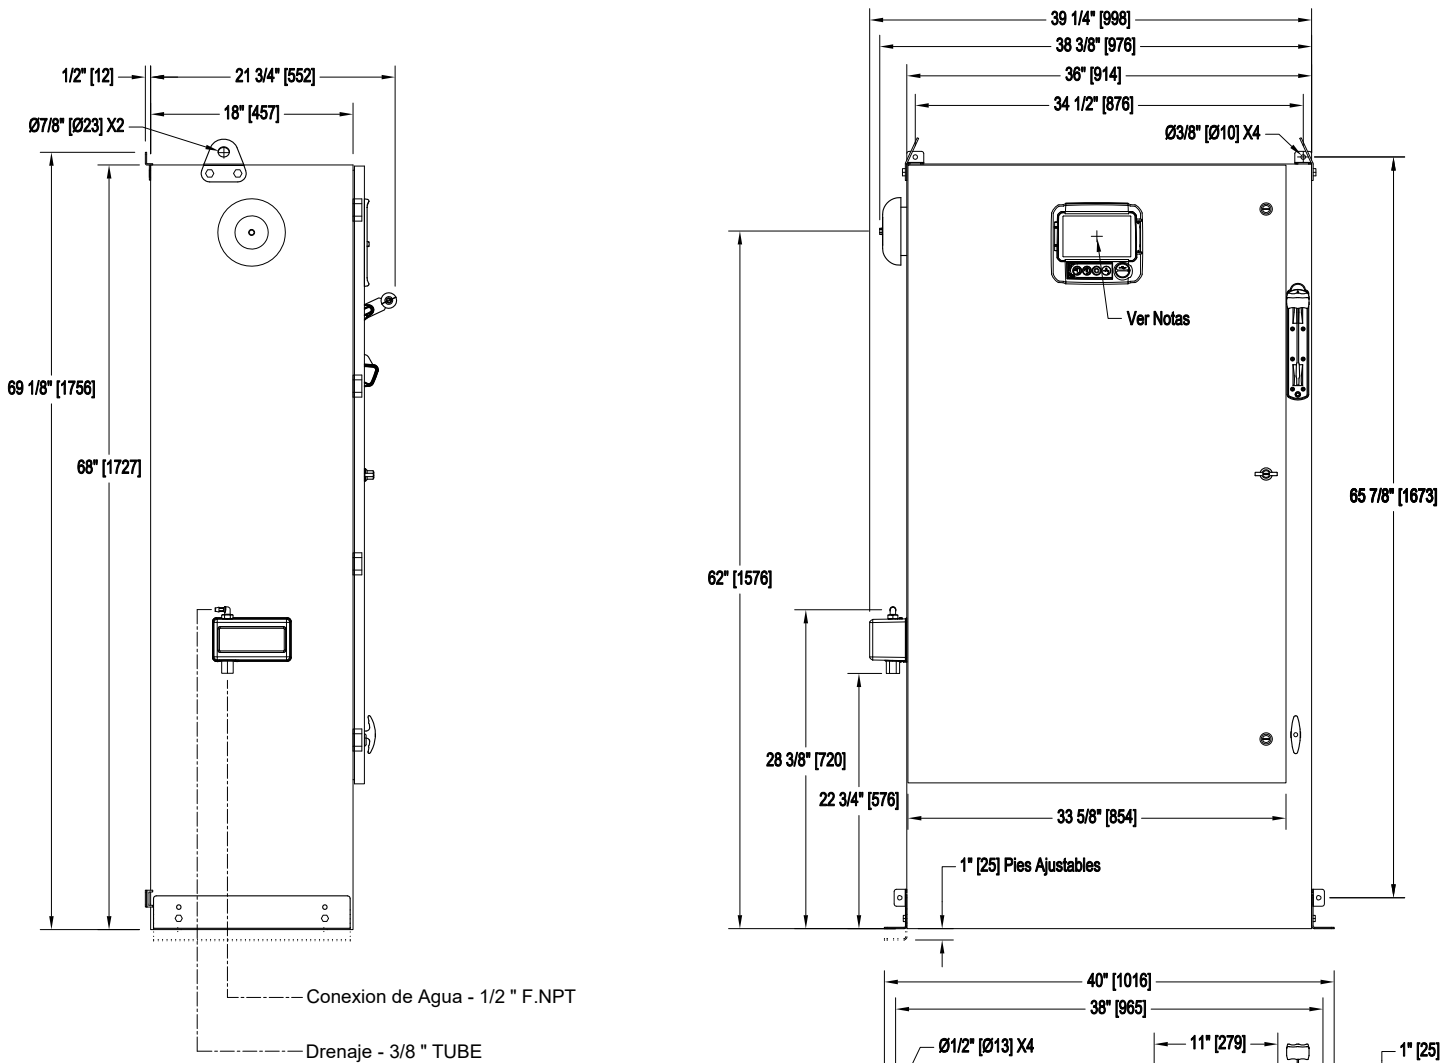 39 1/4" [998]
38 3/8" [976]
1/2" [12]
21 3/4" [552]
36" [914]
18" [457]
34 1/2" [876]
Ø7/8" [Ø23] X2
Ø3/8" [Ø10] X4
Ver Notas
69 1/8" [1756]
68" [1727]
65 7/8" [1673]
62" [1576]
28 3/8" [720]
22 3/4" [576]
33 5/8" [854]
1" [25] Pies Ajustables
40" [1016]
Conexion de Agua - 1/2 " F.NPT
38" [965]
Ø1/2" [Ø13] X4
11" [279]
1" [25]
Drenaje - 3/8 " TUBE